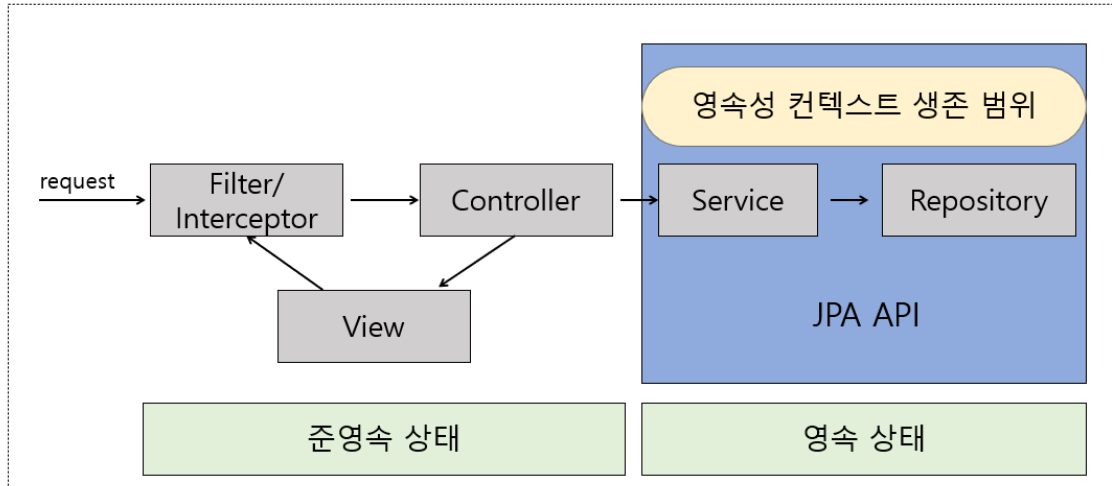 영속성 컨텍스트 생존 범위
request
Filter/
Interceptor
Controller
Service
Repository
View
JPA API
준영속 상태
영속 상태